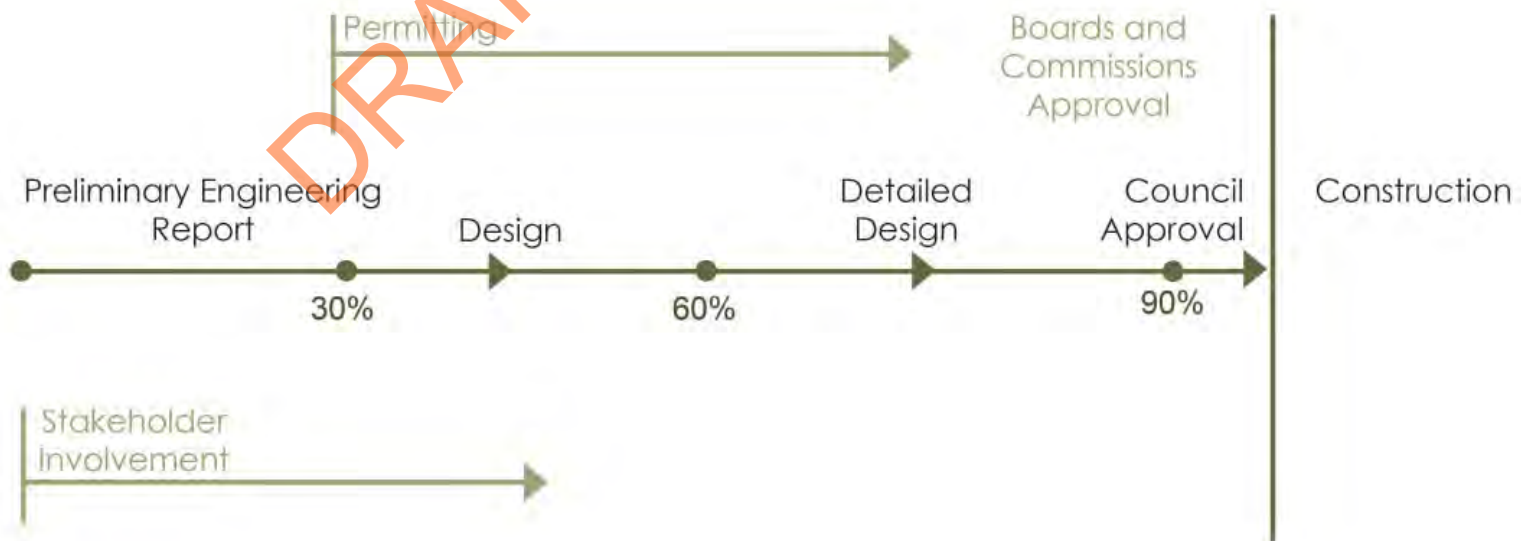 Permitting
Boards and
Commissions
Approval
DRA
Preliminary Engineering
Report
Design
Detailed
Design
Council
Approval
Construction
30%
60%
90%
Stakeholder
Involvement